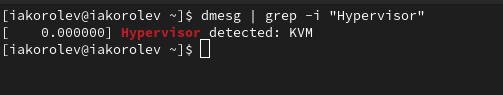 [iakorolev@iakorolev ~]$ dmesg | grep -i "Hypervisor"
[    0.000000] Hypervisor detected: KVM
[iakorolev@iakorolev ~]$